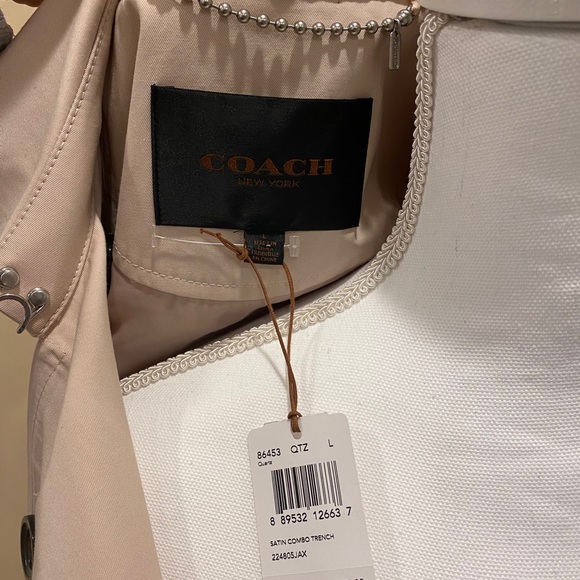 COACH
NEW YORK
L
86453 QTZ L
Quartz
8 89532 12663 7
SATIN COMBO TRENCH
224805JAX